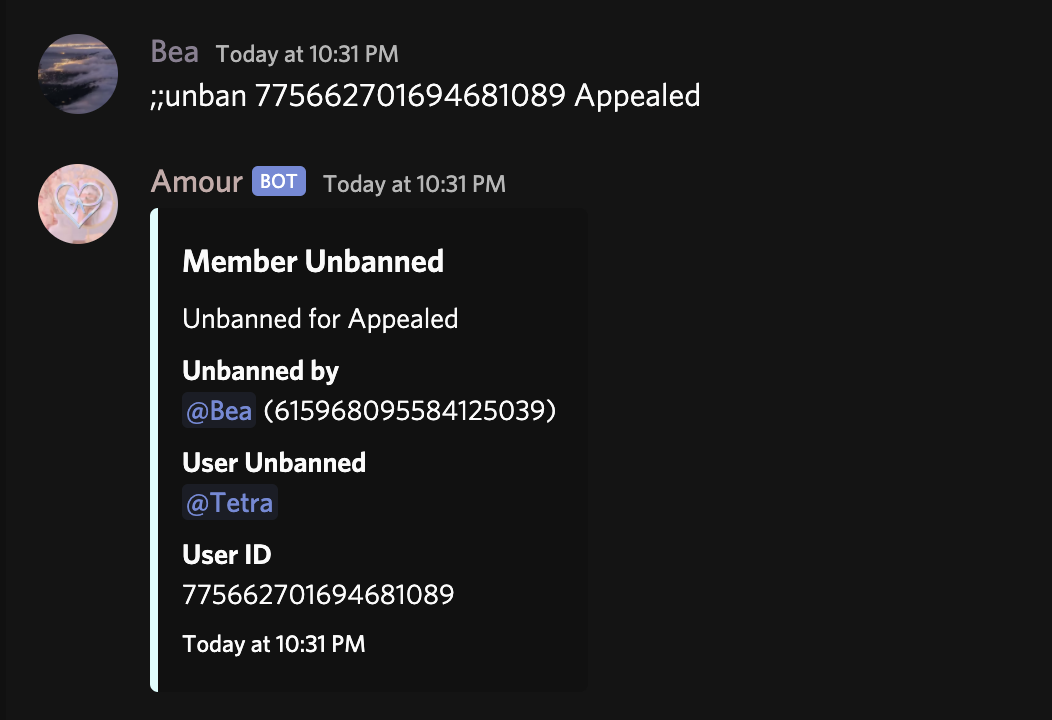 Bea Today at 10:31 PM
;;unban 775662701694681089 Appealed
Amour BOT Today at 10:31 PM
Member Unbanned
Unbanned for Appealed
Unbanned by
@Bea (615968095584125039)
User Unbanned
@Tetra
User ID
775662701694681089
Today at 10:31 PM